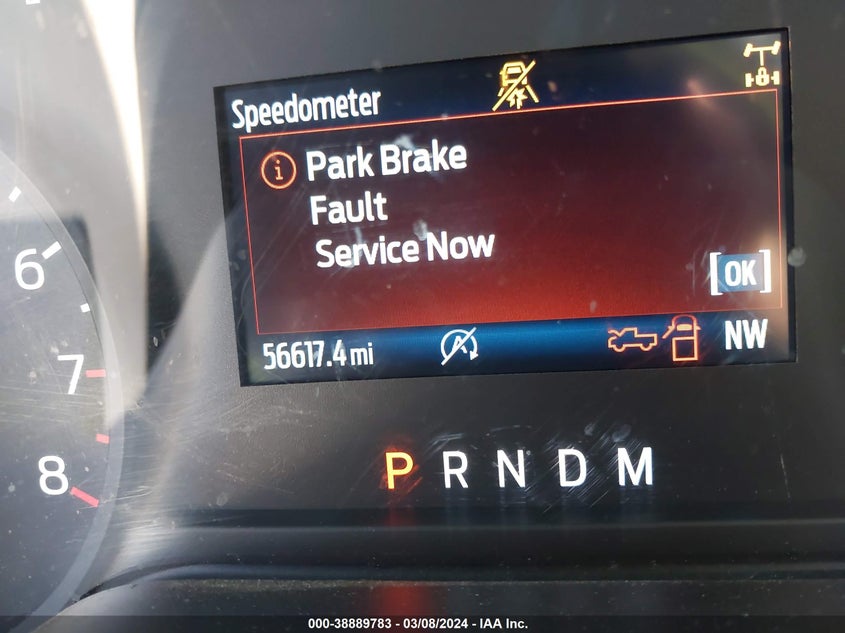 Speedometer
Park Brake
Fault
Service Now
[OK]
56617.4 mi
NW
6
7
8
P R N D M
000-38889783 - 03/08/2024 - IAA Inc.